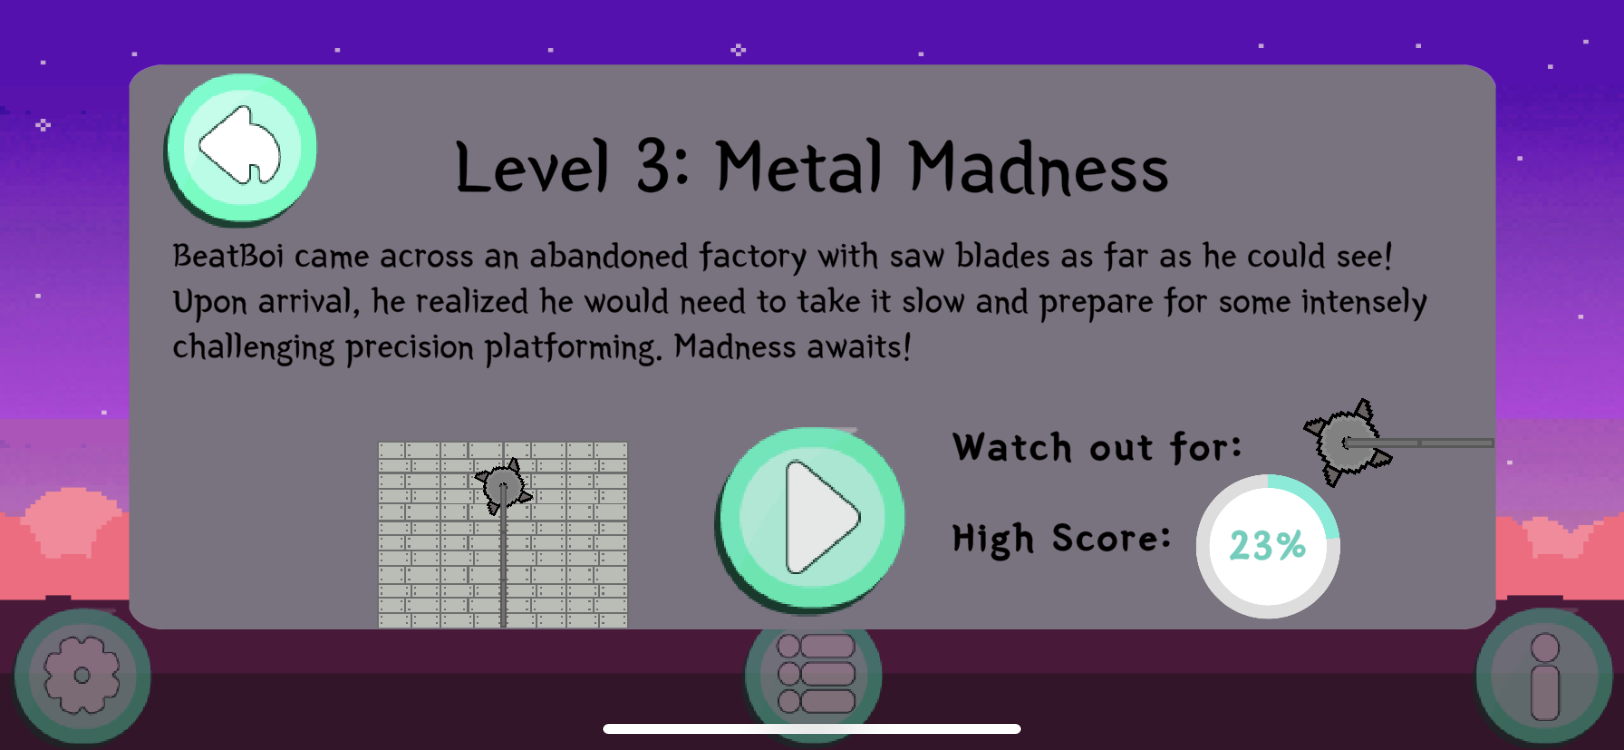 Level 3: Metal Madness
BeatBoi came across an abandoned factory with saw blades as far as he could see!
Upon arrival, he realized he would need to take it slow and prepare for some intensely
challenging precision platforming. Madness awaits!
Watch out for:
High Score:
23%